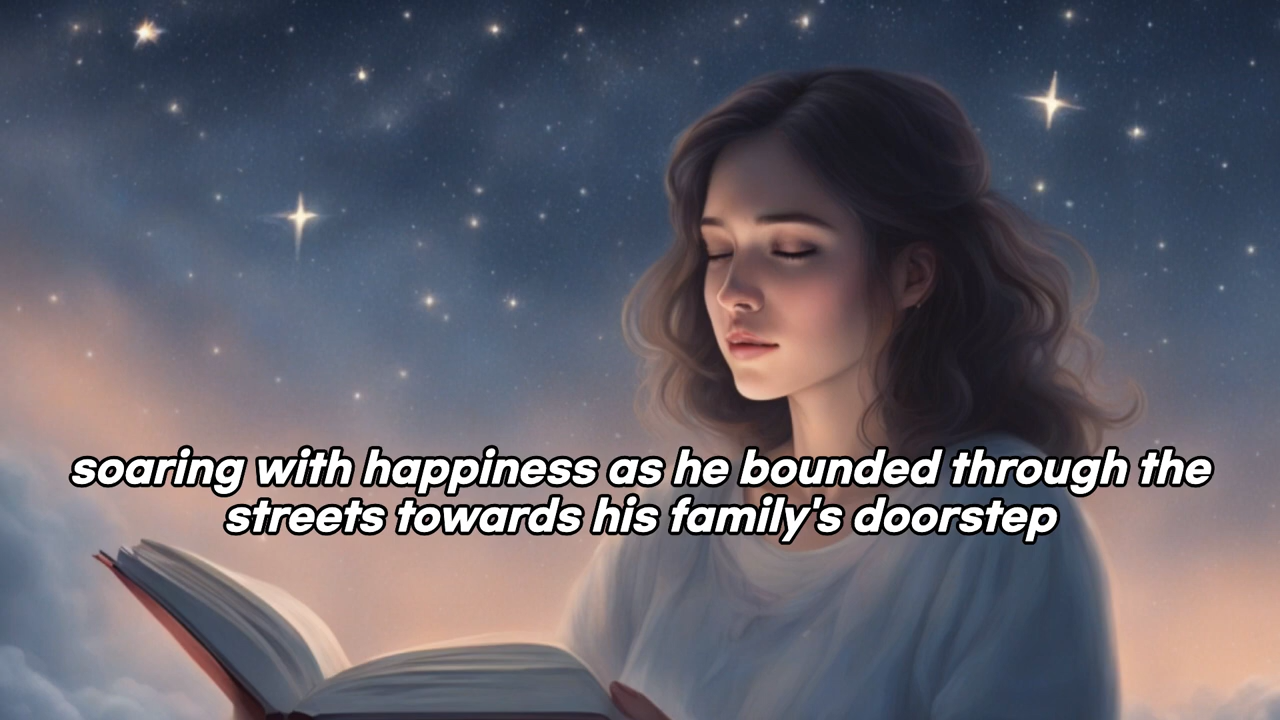 soaring with happiness as he bounded through the
streets towards his family's doorstep